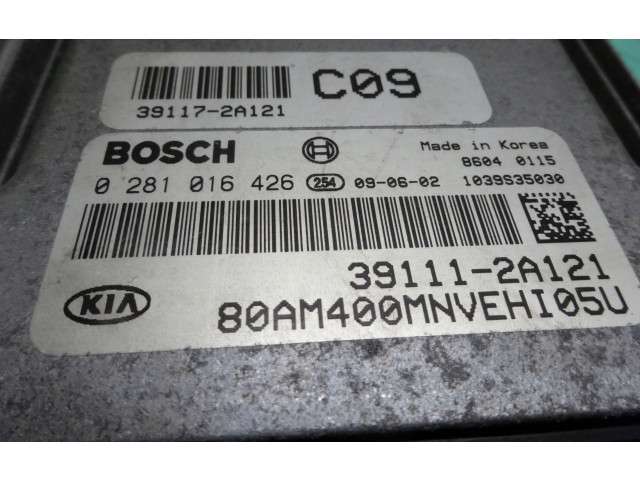 C09
39117-2A121
BOSCH
Made in Korea
8604 0115
0 281 016 426 254 09-06-02 1039S35030
39111-2A121
KIA
80AM400MNVEHI05U